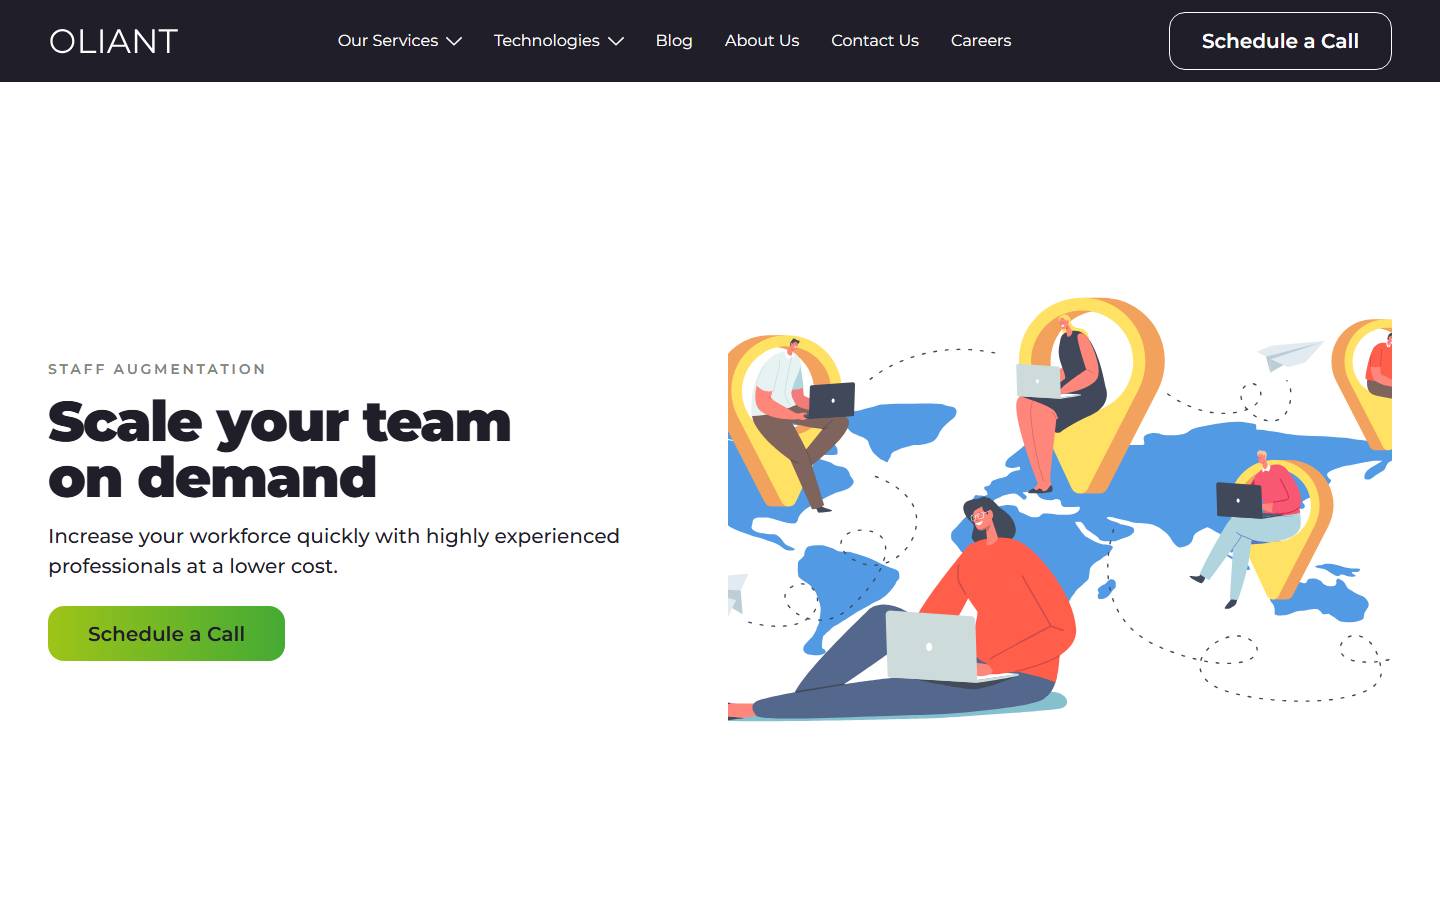 OLIANT
Our Services
Technologies
Blog
About Us
Contact Us
Careers
Schedule a Call
STAFF AUGMENTATION
Scale your team
on demand
Increase your workforce quickly with highly experienced
professionals at a lower cost.
Schedule a Call